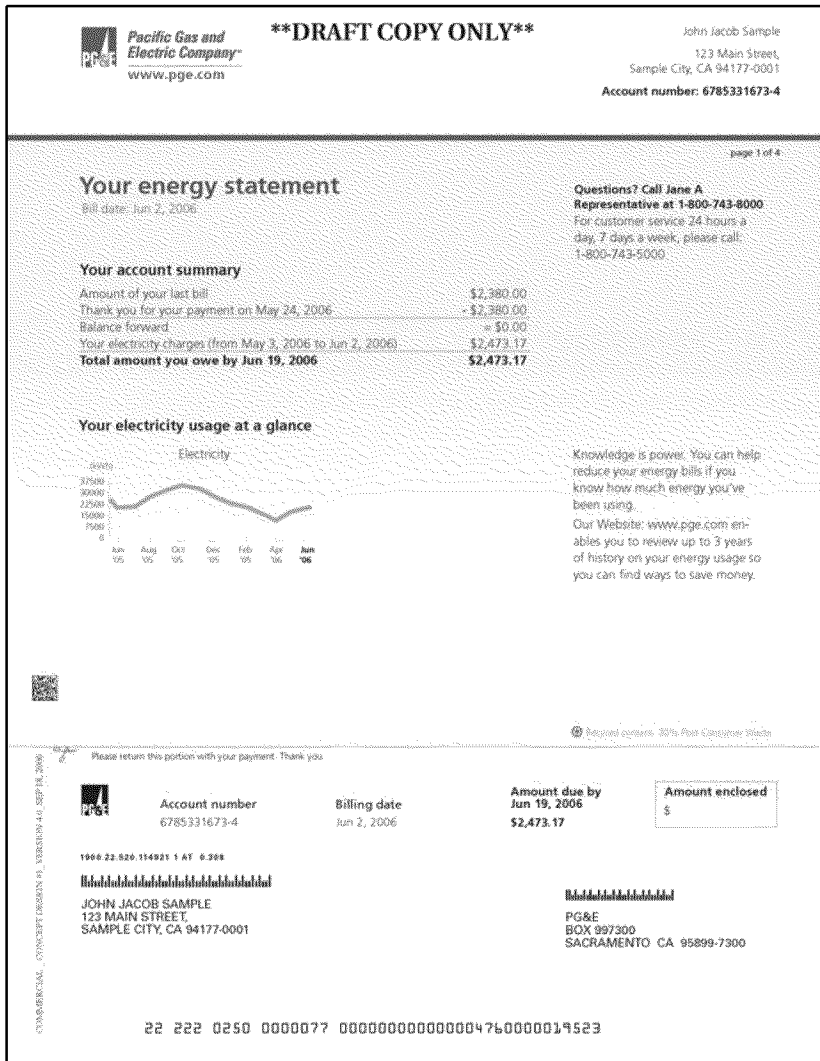 **DRAFT COPY ONLY**
Pacific Gas and
Electric Company
PG&E
www.pge.com
John Jacob Sample
123 Main Street,
Sample City, CA 94177-0001
Account number: 6785331673-4
page 1 of 4
Your energy statement
Bill date: Jun 2, 2006
Questions? Call Jane A
Representative at 1-800-743-8000
For customer service 24 hours a
day, 7 days a week, please call:
1-800-743-5000
Your account summary
Amount of your last bill $2,380.00
Thank you for your payment on May 24, 2006 - $2,380.00
Balance forward = $0.00
Your electricity charges (from May 3, 2006 to Jun 2, 2006) $2,473.17
Total amount you owe by Jun 19, 2006 $2,473.17
Your electricity usage at a glance
Electricity
37500
30000
22500
15000
7500
0
Jun Aug Oct Dec Feb Apr Jun
'05 '05 '05 '05 '06 '06 '06
Knowledge is power. You can help
reduce your energy bills if you
know how much energy you've
been using.
Our Website: www.pge.com en-
ables you to review up to 3 years
of history on your energy usage so
you can find ways to save money.
Please return this portion with your payment. Thank you
PG&E
Account number
6785331673-4
Billing date
Jun 2, 2006
Amount due by
Jun 19, 2006
$2,473.17
Amount enclosed
$
JOHN JACOB SAMPLE
123 MAIN STREET,
SAMPLE CITY, CA 94177-0001
PG&E
BOX 997300
SACRAMENTO CA 95899-7300
22 222 0250 0000077 000000000000004760000019523